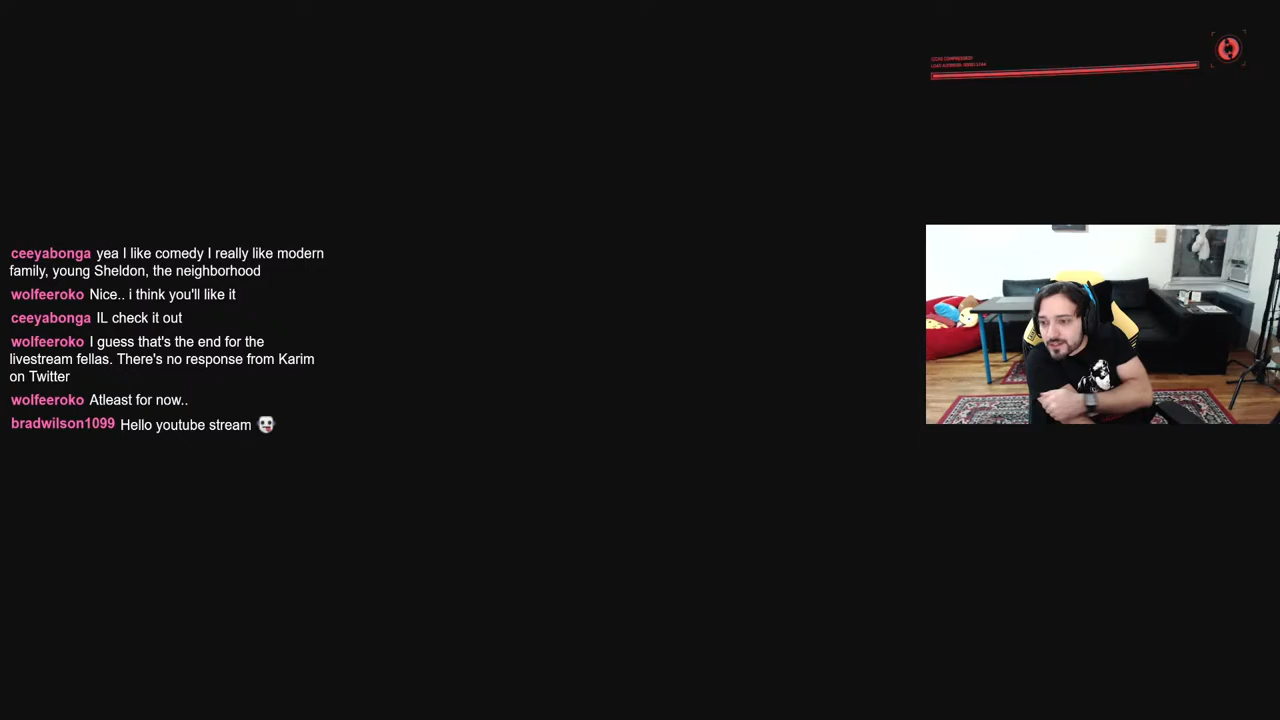 ceeyabonga yea I like comedy I really like modern
family, young Sheldon, the neighborhood
wolfeeroko Nice.. i think you'll like it
ceeyabonga IL check it out
wolfeeroko I guess that's the end for the
livestream fellas. There's no response from Karim
on Twitter
wolfeeroko Atleast for now..
bradwilson1099 Hello youtube stream